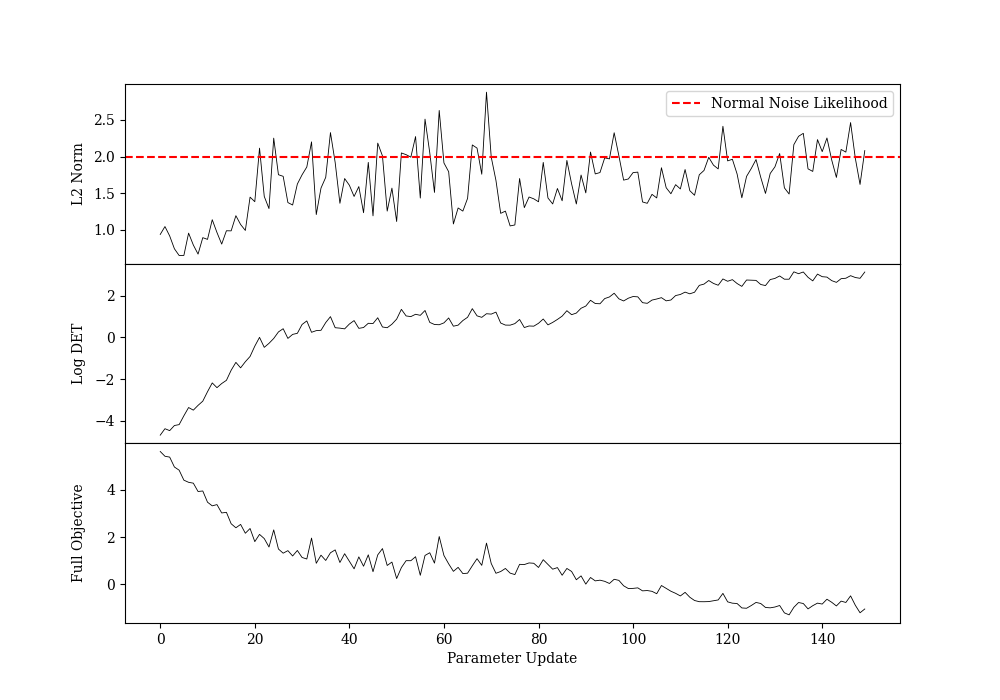 Normal Noise Likelihood
L2 Norm
2.5
2.0
1.5
1.0
Log DET
2
0
−2
−4
Full Objective
4
2
0
0 20 40 60 80 100 120 140
Parameter Update